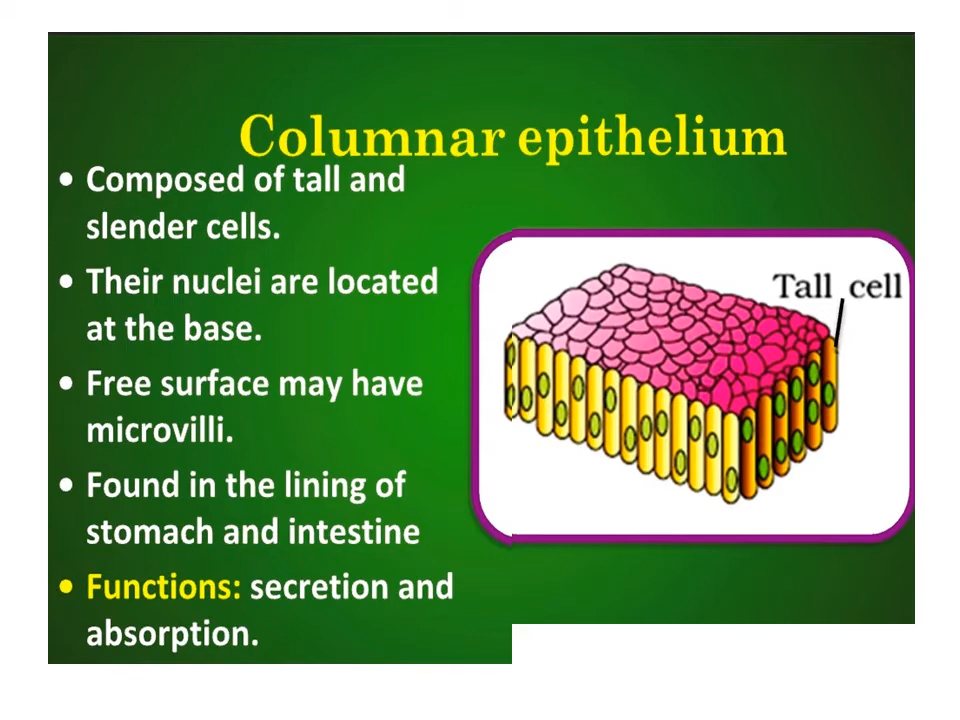 Columnar epithelium
• Composed of tall and
slender cells.
• Their nuclei are located
at the base.
• Free surface may have
microvilli.
• Found in the lining of
stomach and intestine
• Functions: secretion and
absorption.
Tall cell